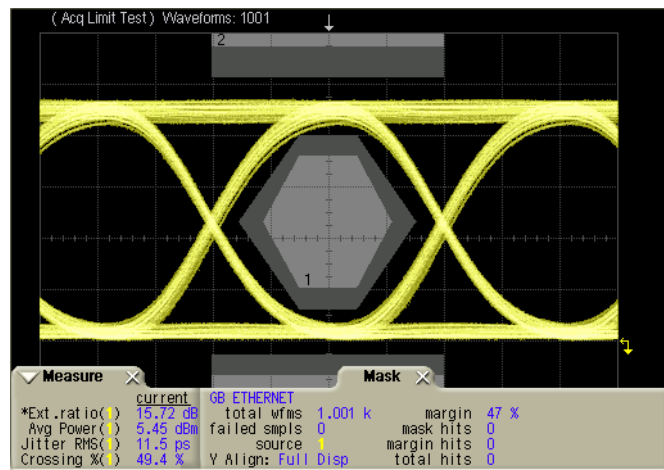 ( Acq Limit Test ) Waveforms: 1001
2
1
Measure
current
*Ext.ratio(1) 15.72 dB
Avg Power(1) 5.45 dBm
Jitter RMS(1) 11.5 ps
Crossing %(1) 49.4 %
Mask
GB ETHERNET
total wfms 1.001 k margin 47 %
failed smpls 0 mask hits 0
source 1 margin hits 0
Y Align: Full Disp total hits 0